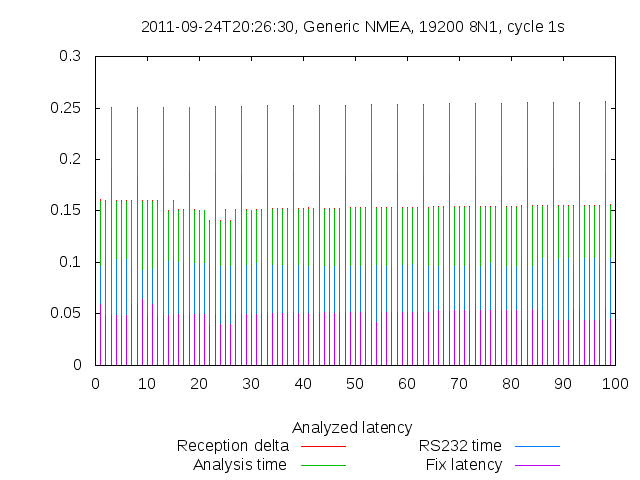 2011-09-24T20:26:30, Generic NMEA, 19200 8N1, cycle 1s
0.3
0.25
0.2
0.15
0.1
0.05
0
0 10 20 30 40 50 60 70 80 90 100
Analyzed latency
Reception delta RS232 time
Analysis time Fix latency